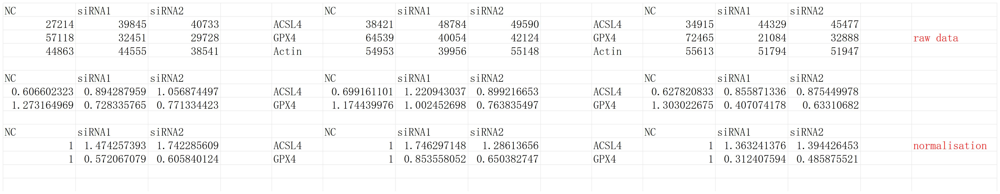 NC siRNA1 siRNA2 NC siRNA1 siRNA2 NC siRNA1 siRNA2
27214 39845 40733 ACSL4 38421 48784 49590 ACSL4 34915 44329 45477
57118 32451 29728 GPX4 64539 40054 42124 GPX4 72465 21084 32888 raw data
44863 44555 38541 Actin 54953 39956 55148 Actin 55613 51794 51947
NC siRNA1 siRNA2 NC siRNA1 siRNA2 NC siRNA1 siRNA2
0.606602323 0.894287959 1.056874497 ACSL4 0.699161101 1.220943037 0.899216653 ACSL4 0.627820833 0.855871336 0.875449978
1.273164969 0.728335765 0.771334423 GPX4 1.174439976 1.002452698 0.763835497 GPX4 1.303022675 0.407074178 0.63310682
NC siRNA1 siRNA2 NC siRNA1 siRNA2 NC siRNA1 siRNA2
1 1.474257393 1.742285609 ACSL4 1 1.746297148 1.28613656 ACSL4 1 1.363241376 1.394426453 normalisation
1 0.572067079 0.605840124 GPX4 1 0.853558052 0.650382747 GPX4 1 0.312407594 0.485875521